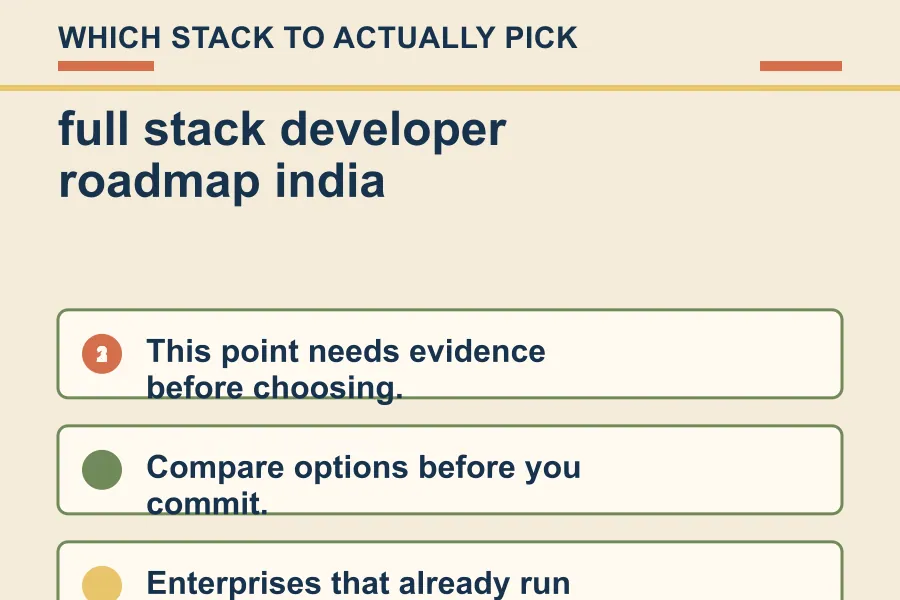 WHICH STACK TO ACTUALLY PICK
full stack developer
roadmap india
This point needs evidence
before choosing.
Compare options before you
commit.
Enterprises that already run